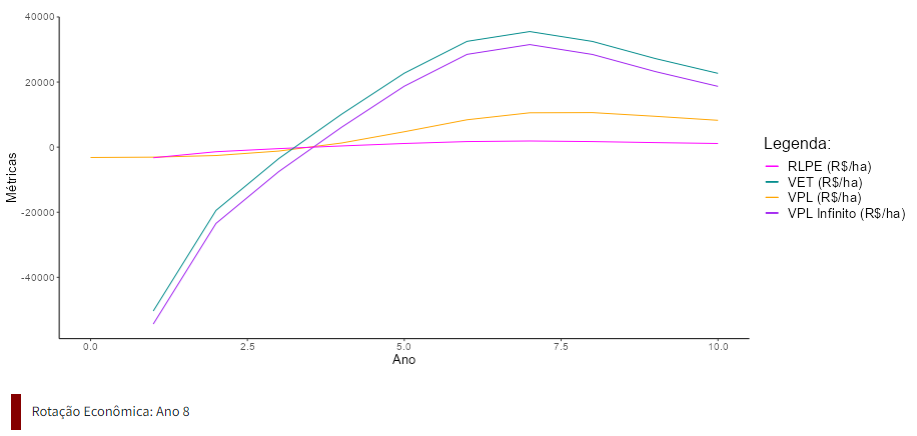 40000
20000
0
-20000
-40000
Métricas
0.0
2.5
5.0
7.5
10.0
Ano
Legenda:
RLPE (R$/ha)
VET (R$/ha)
VPL (R$/ha)
VPL Infinito (R$/ha)
Rotação Econômica: Ano 8